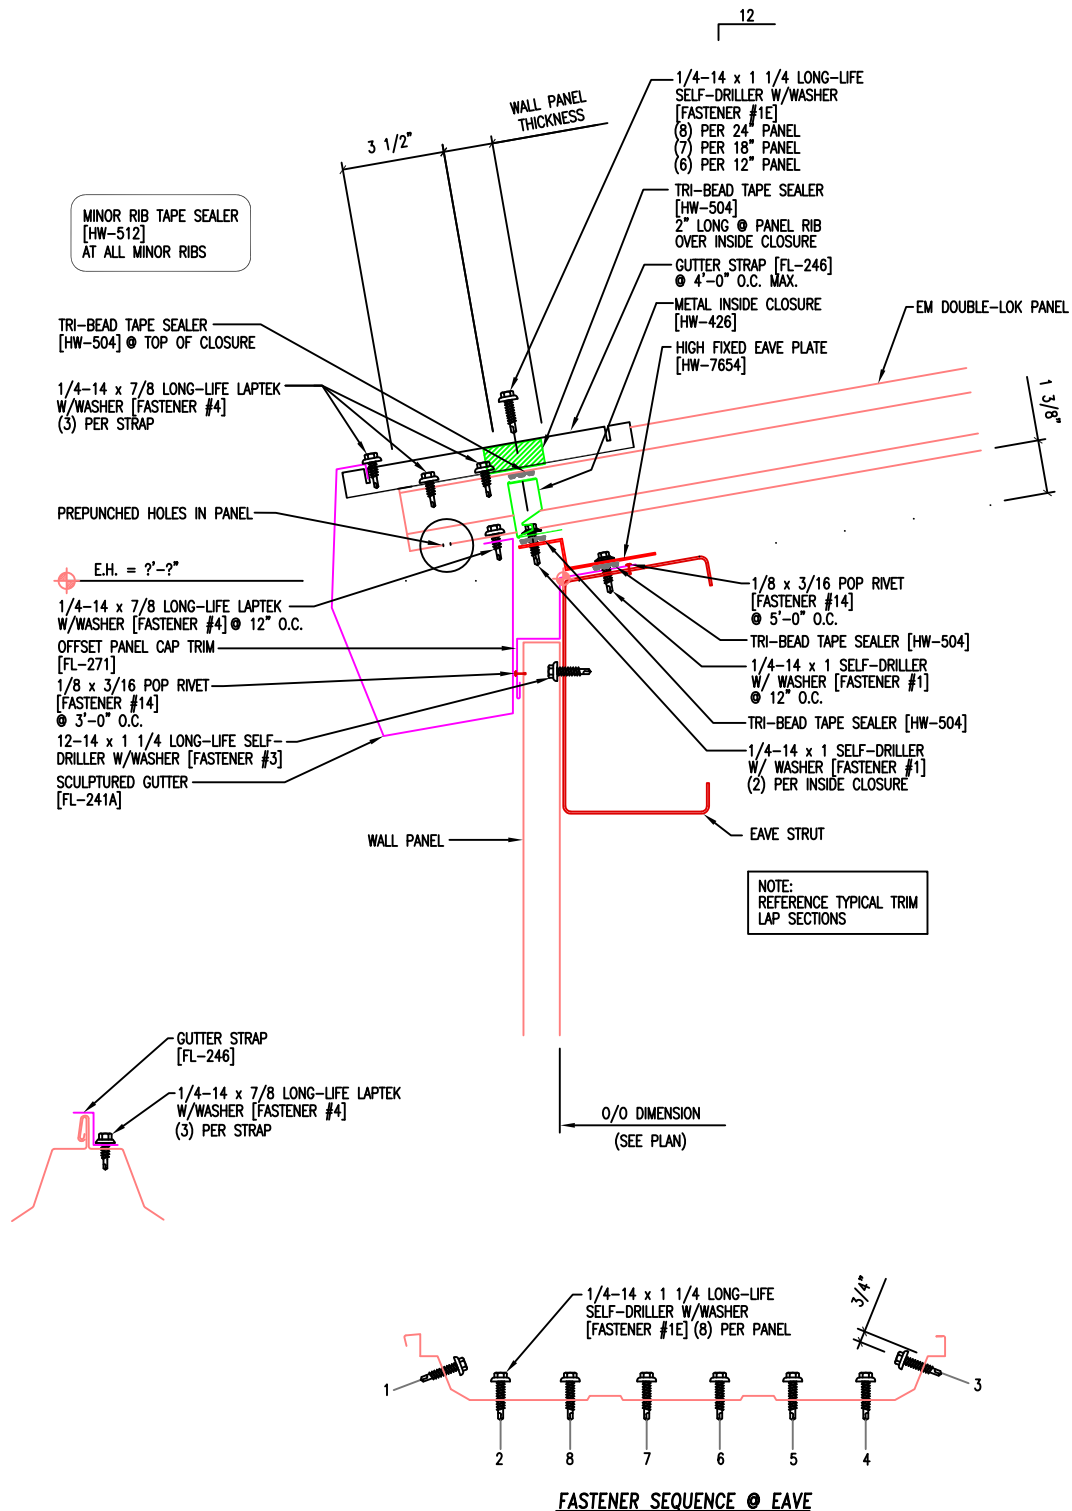 12
1/4-14 x 1 1/4 LONG-LIFE
SELF-DRILLER W/WASHER
[FASTENER #1E]
(8) PER 24" PANEL
(7) PER 18" PANEL
(6) PER 12" PANEL
WALL PANEL
THICKNESS
3 1/2"
MINOR RIB TAPE SEALER
[HW-512]
AT ALL MINOR RIBS
TRI-BEAD TAPE SEALER
[HW-504]
2" LONG @ PANEL RIB
OVER INSIDE CLOSURE
GUTTER STRAP [FL-246]
@ 4'-0" O.C. MAX.
METAL INSIDE CLOSURE
[HW-426]
HIGH FIXED EAVE PLATE
[HW-7654]
EM DOUBLE-LOK PANEL
1 3/8"
TRI-BEAD TAPE SEALER
[HW-504] @ TOP OF CLOSURE
1/4-14 x 7/8 LONG-LIFE LAPTEK
W/WASHER [FASTENER #4]
(3) PER STRAP
PREPUNCHED HOLES IN PANEL
E.H. = ?'-?"
1/4-14 x 7/8 LONG-LIFE LAPTEK
W/WASHER [FASTENER #4] @ 12" O.C.
OFFSET PANEL CAP TRIM
[FL-271]
1/8 x 3/16 POP RIVET
[FASTENER #14]
@ 3'-0" O.C.
12-14 x 1 1/4 LONG-LIFE SELF-
DRILLER W/WASHER [FASTENER #3]
SCULPTURED GUTTER
[FL-241A]
1/8 x 3/16 POP RIVET
[FASTENER #14]
@ 5'-0" O.C.
TRI-BEAD TAPE SEALER [HW-504]
1/4-14 x 1 SELF-DRILLER
W/ WASHER [FASTENER #1]
@ 12" O.C.
TRI-BEAD TAPE SEALER [HW-504]
1/4-14 x 1 SELF-DRILLER
W/ WASHER [FASTENER #1]
(2) PER INSIDE CLOSURE
EAVE STRUT
WALL PANEL
NOTE:
REFERENCE TYPICAL TRIM
LAP SECTIONS
GUTTER STRAP
[FL-246]
1/4-14 x 7/8 LONG-LIFE LAPTEK
W/WASHER [FASTENER #4]
(3) PER STRAP
O/O DIMENSION
(SEE PLAN)
1/4-14 x 1 1/4 LONG-LIFE
SELF-DRILLER W/WASHER
[FASTENER #1E] (8) PER PANEL
3/4"
1
3
2
8
7
6
5
4
FASTENER SEQUENCE @ EAVE